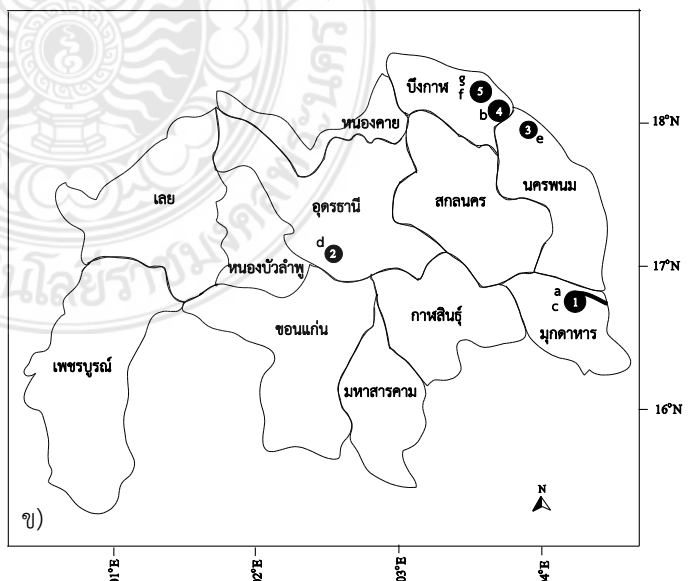 บึงกาฬ
g
f
5
4
b
3
e
หนองคาย
18°N
เลย
อุดรธานี
สกลนคร
นครพนม
d
2
หนองบัวลำพู
17°N
a
c
1
ขอนแก่น
กาฬสินธุ์
มุกดาหาร
เพชรบูรณ์
มหาสารคาม
16°N
N
ข)
02°E
03°E